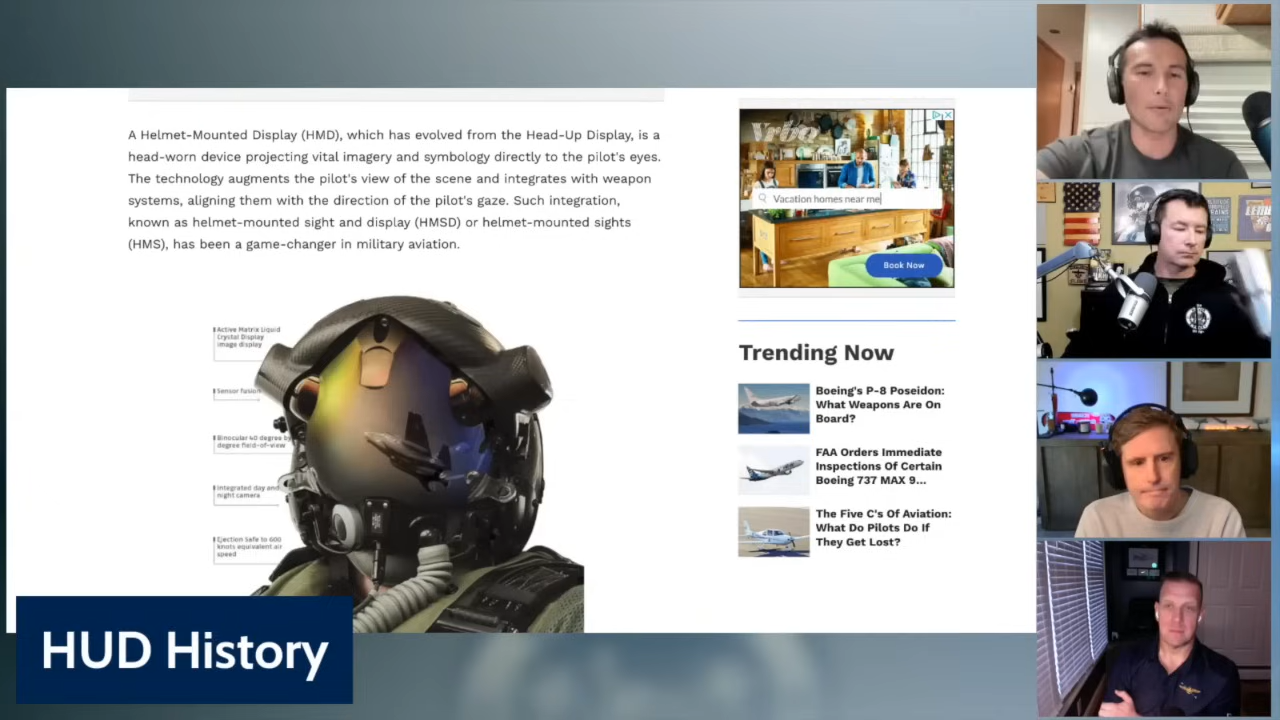 A Helmet-Mounted Display (HMD), which has evolved from the Head-Up Display, is a
head-worn device projecting vital imagery and symbology directly to the pilot's eyes.
The technology augments the pilot's view of the scene and integrates with weapon
systems, aligning them with the direction of the pilot's gaze. Such integration,
known as helmet-mounted sight and display (HMSD) or helmet-mounted sights
(HMS), has been a game-changer in military aviation.
Active Matrix Liquid
Crystal Display
image display
Sensor fusion
Binocular 40 degree by
degree field-of-view
Integrated day and
night camera
Ejection Safe to 600
knots equivalent air
speed
Vrbo
Vacation homes near me
Book Now
Trending Now
Boeing's P-8 Poseidon:
What Weapons Are On
Board?
FAA Orders Immediate
Inspections Of Certain
Boeing 737 MAX 9...
The Five C's Of Aviation:
What Do Pilots Do If
They Get Lost?
HUD History